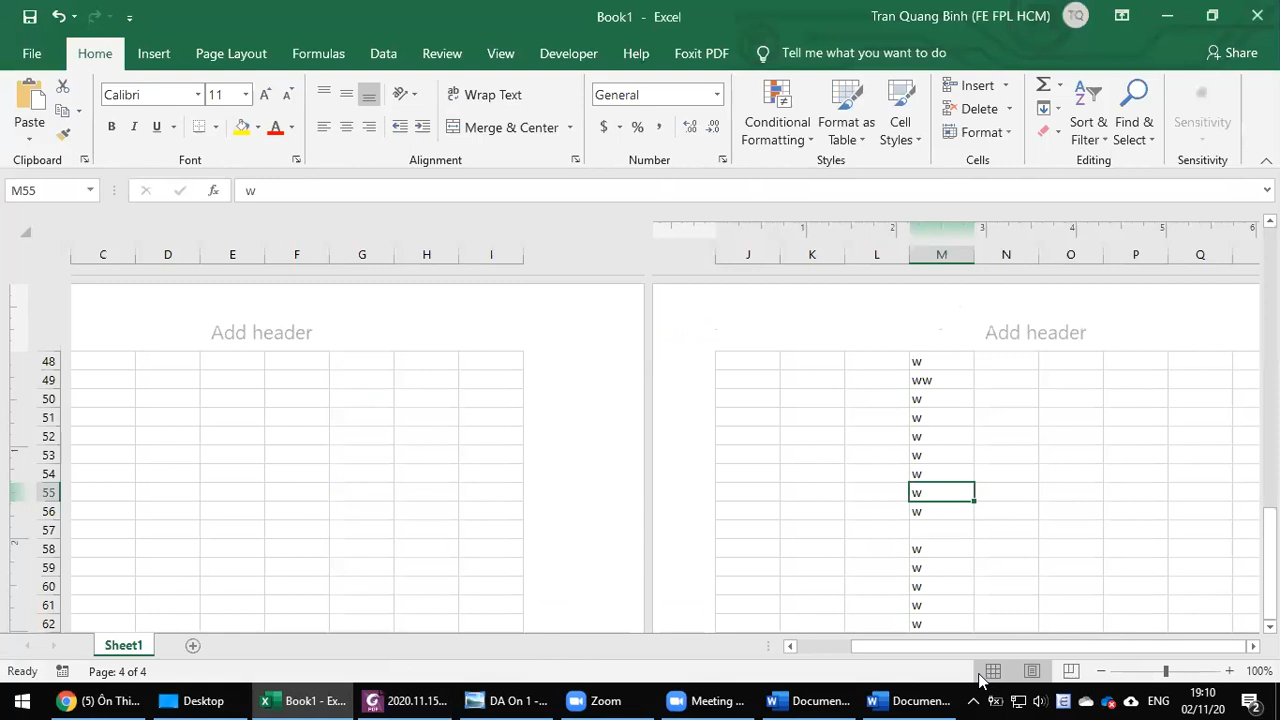 Book1 - Excel
Tran Quang Binh (FE FPL HCM)
TQ
File
Home
Insert
Page Layout
Formulas
Data
Review
View
Developer
Help
Foxit PDF
Tell me what you want to do
Share
Paste
Clipboard
Calibri
11
B I U
Font
Wrap Text
Merge & Center
Alignment
General
$ % ,
Number
Conditional
Formatting
Format as
Table
Cell
Styles
Styles
Insert
Delete
Format
Cells
Sort &
Filter
Find &
Select
Editing
Sensitivity
Sensitivity
M55
fx
w
1 2 3 4 5 6
C D E F G H I J K L M N O P Q
Add header
Add header
48 w
49 ww
50 w
51 w
52 w
53 w
54 w
55 w
56 w
57
58 w
59 w
60 w
61 w
62 w
Sheet1
Ready
Page: 4 of 4
100%
(5) Ôn Thi ...
Desktop
Book1 - Ex...
2020.11.15...
DA On 1 -...
Zoom
Meeting ...
Docume...
Docume...
ENG
19:10
02/11/20
2